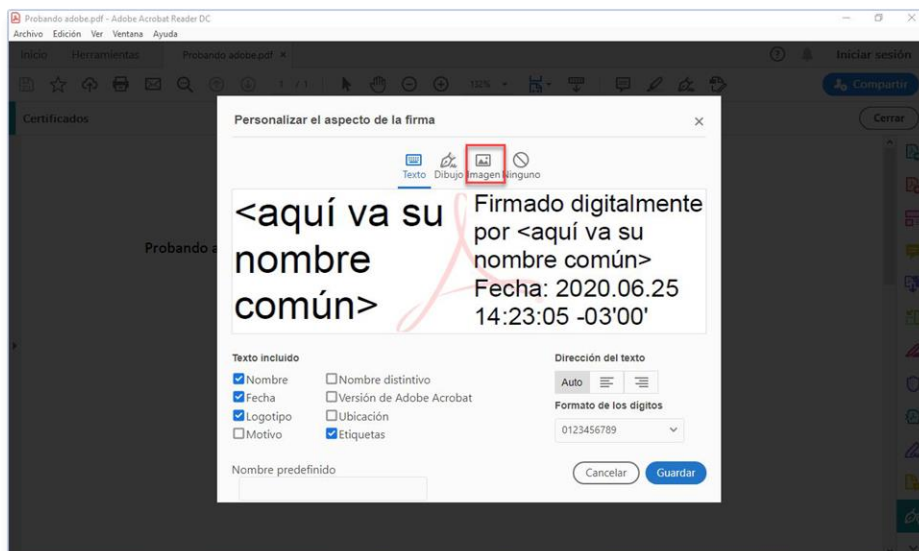 Probando adobe.pdf - Adobe Acrobat Reader DC
Archivo Edición Ver Ventana Ayuda
Inicio Herramientas Probando adobe.pdf × Iniciar sesión
1 / 1 Compartir
Certificados Cerrar
Probando a
Personalizar el aspecto de la firma
Texto Dibujo Imagen Ninguno
<aquí va su
nombre
común>
Firmado digitalmente
por <aquí va su
nombre común>
Fecha: 2020.06.25
14:23:05 -03'00'
Texto incluido
Nombre Nombre distintivo
Fecha Versión de Adobe Acrobat
Logotipo Ubicación
Motivo Etiquetas
Dirección del texto
Auto
Formato de los dígitos
0123456789
Nombre predefinido
Cancelar Guardar